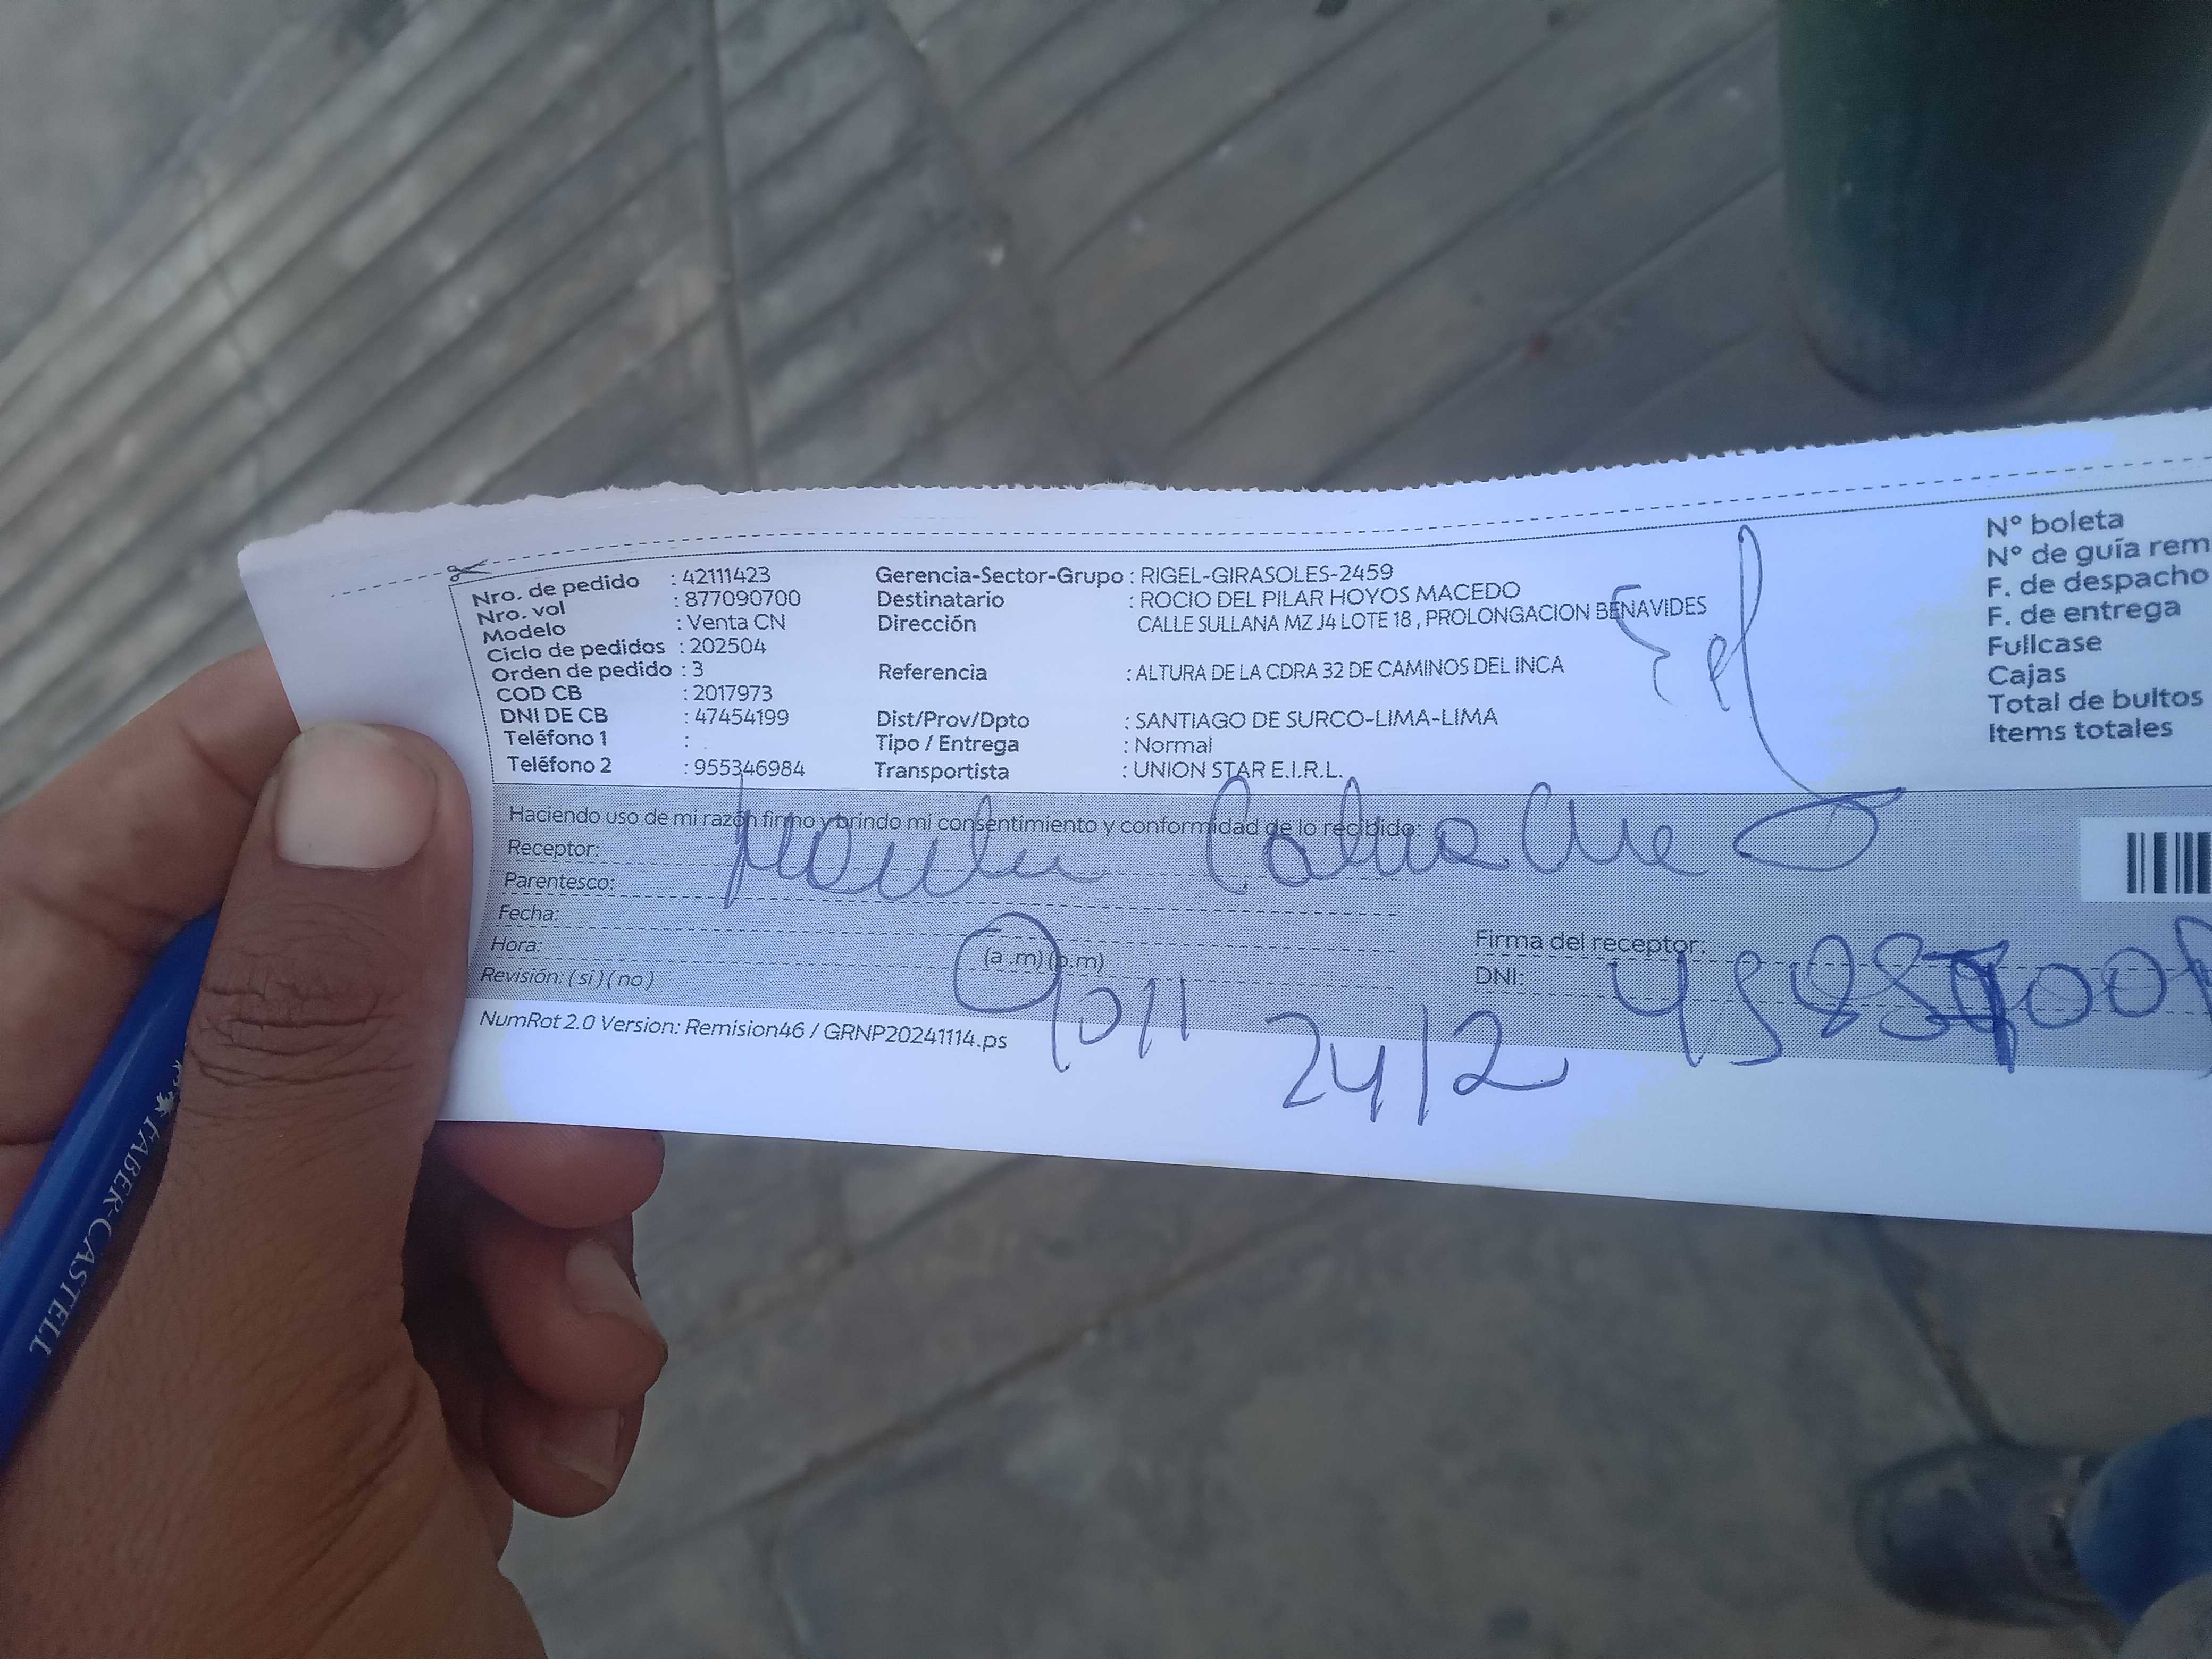 Nro. de pedido : 42111423
Nro. vol : 877090700
Modelo : Venta CN
Ciclo de pedidos : 202504
Orden de pedido : 3
COD CB : 2017973
DNI DE CB : 47454199
Teléfono 1 :
Teléfono 2 : 955346984
Gerencia-Sector-Grupo : RIGEL-GIRASOLES-2459
Destinatario : ROCIO DEL PILAR HOYOS MACEDO
Dirección CALLE SULLANA MZ J4 LOTE 18 , PROLONGACION BENAVIDES
Referencia : ALTURA DE LA CDRA 32 DE CAMINOS DEL INCA
Dist/Prov/Dpto : SANTIAGO DE SURCO-LIMA-LIMA
Tipo / Entrega : Normal
Transportista : UNION STAR E.I.R.L.
N° boleta
N° de guía rem
F. de despacho
F. de entrega
Fullcase
Cajas
Total de bultos
Items totales
Haciendo uso de mi razón firmo y brindo mi consentimiento y conformidad de lo recibido:
Receptor:
Parentesco:
Fecha:
Hora: (a .m) (p.m)
Revisión: ( si ) ( no )
Firma del receptor:
DNI:
24/2
NumRot 2.0 Version: Remision46 / GRNP20241114.ps
FABER-CASTELL